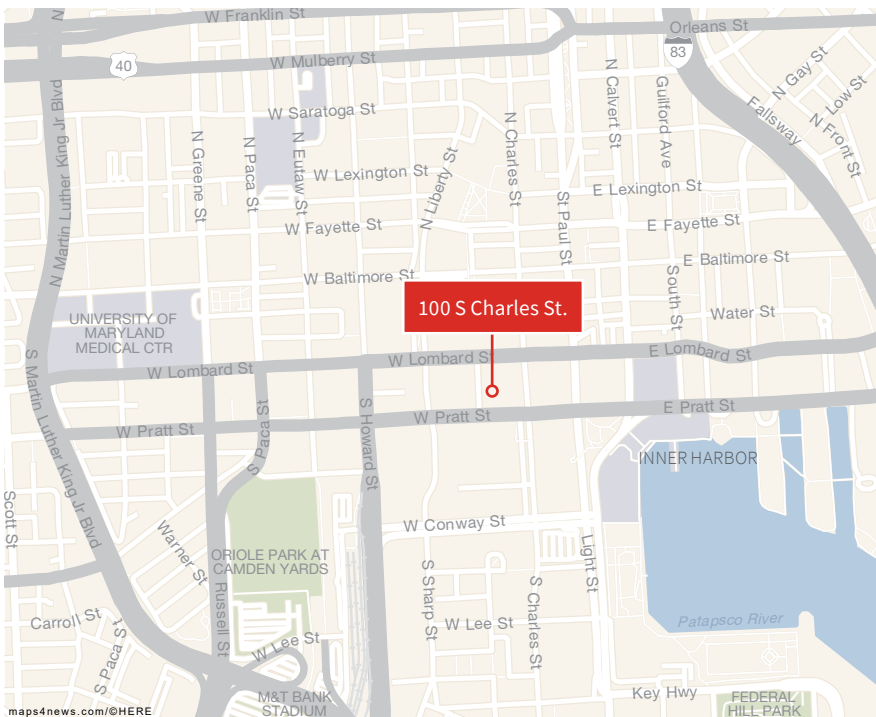 W Franklin St
Orleans St
N
40
W Mulberry St
83
N Gay St
N Low St
N Front St
Fallsway
N Calvert St
Guilford Ave
W Saratoga St
N Charles St
N Greene St
N Paca St
N Eutaw St
N Liberty St
N Martin Luther King Jr Blvd
W Lexington St
E Lexington St
St Paul St
W Fayette St
E Fayette St
W Baltimore St
E Baltimore St
South St
100 S Charles St.
Water St
UNIVERSITY OF
MARYLAND
MEDICAL CTR
W Lombard St
W Lombard St
E Lombard St
S Martin Luther King Jr Blvd
W Pratt St
W Pratt St
E Pratt St
S Paca St
S Howard St
INNER HARBOR
Scott St
W Conway St
Warner St
ORIOLE PARK AT
CAMDEN YARDS
Russell St
S Sharp St
S Charles St
Light St
Carroll St
S Paca St
W Lee St
W Lee St
Patapsco River
Key Hwy
M&T BANK
STADIUM
FEDERAL
HILL PARK
maps4news.com/©HERE